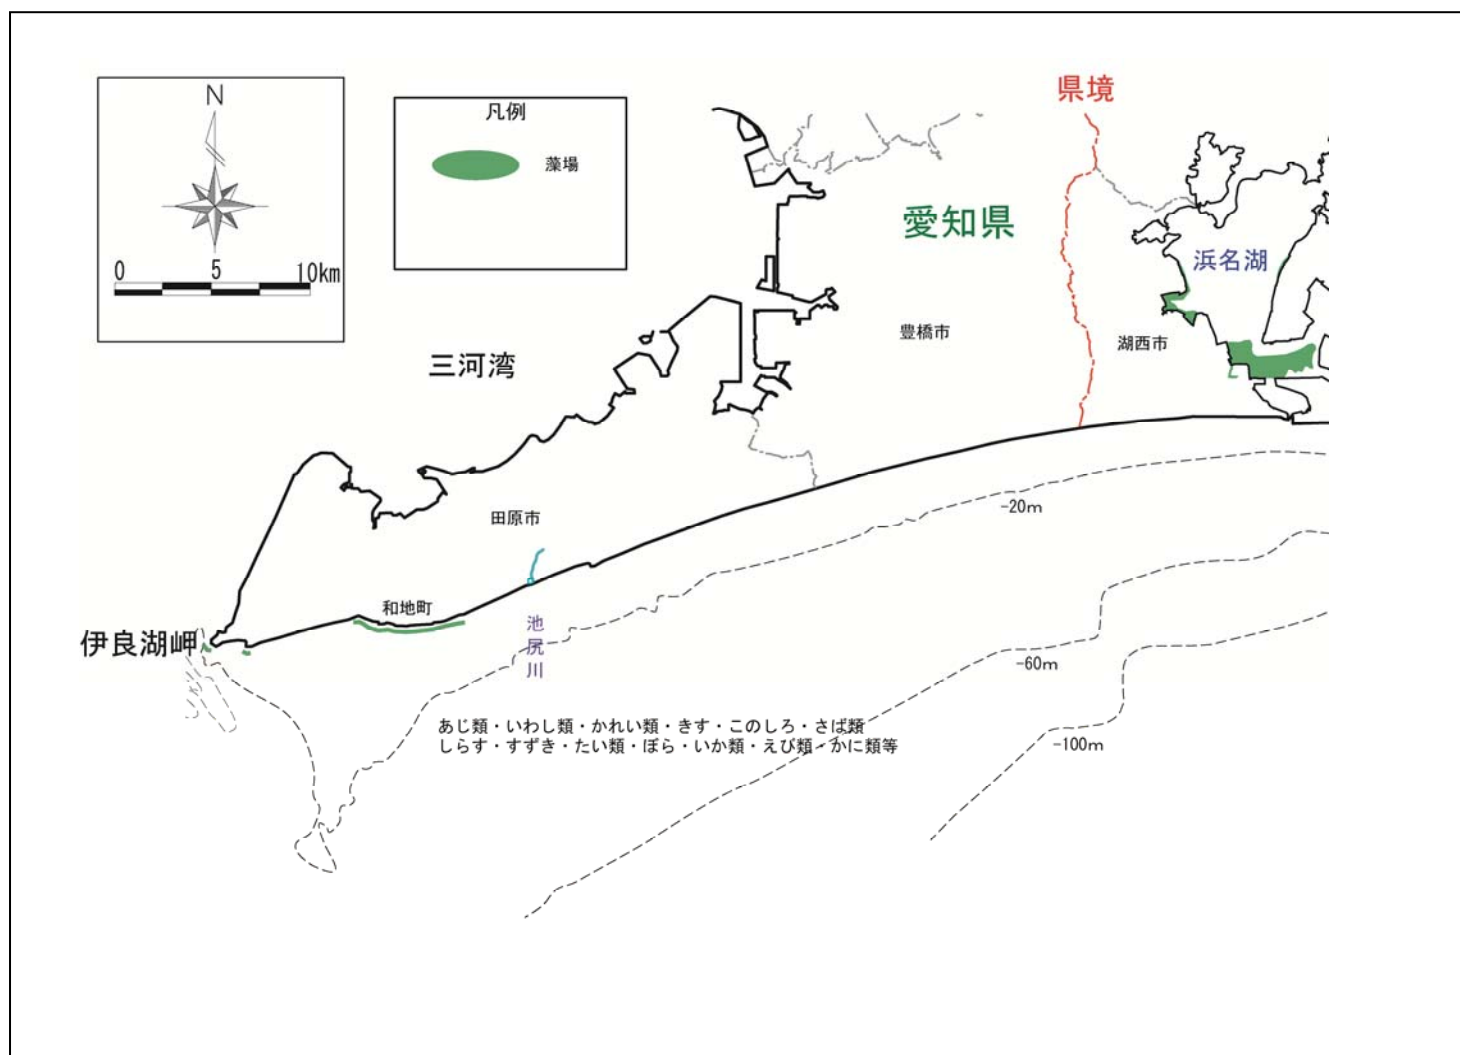 県境
N
凡例
藻場
愛知県
浜名湖
0 5 10km
豊橋市
湖西市
三河湾
-20m
田原市
和地町
池尻川
伊良湖岬
-60m
あじ類・いわし類・かれい類・きす・このしろ・さば類
しらす・すずき・たい類・ぼら・いか類・えび類・かに類等
-100m